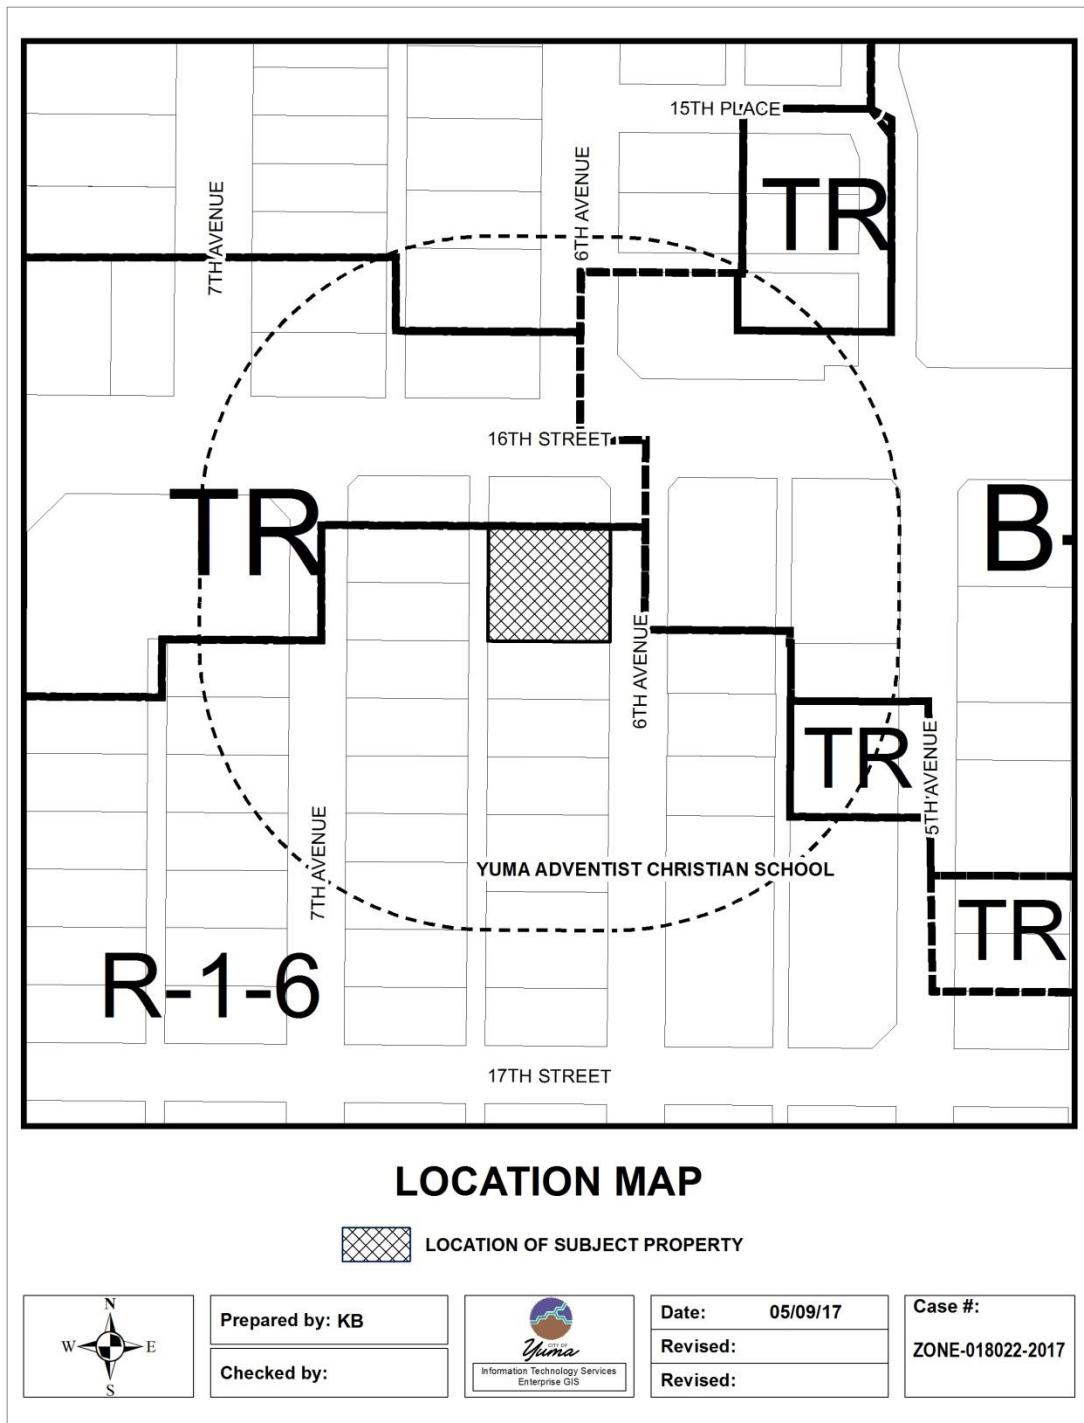 15TH PLACE
6TH AVENUE
7TH AVENUE
TR
16TH STREET
TR
B-
6TH AVENUE
TR
5TH AVENUE
7TH AVENUE
YUMA ADVENTIST CHRISTIAN SCHOOL
TR
R-1-6
17TH STREET
LOCATION MAP
LOCATION OF SUBJECT PROPERTY
N
W E
S
Prepared by: KB
Checked by:
CITY OF
Yuma
Information Technology Services
Enterprise GIS
Date: 05/09/17
Revised:
Revised:
Case #:
ZONE-018022-2017